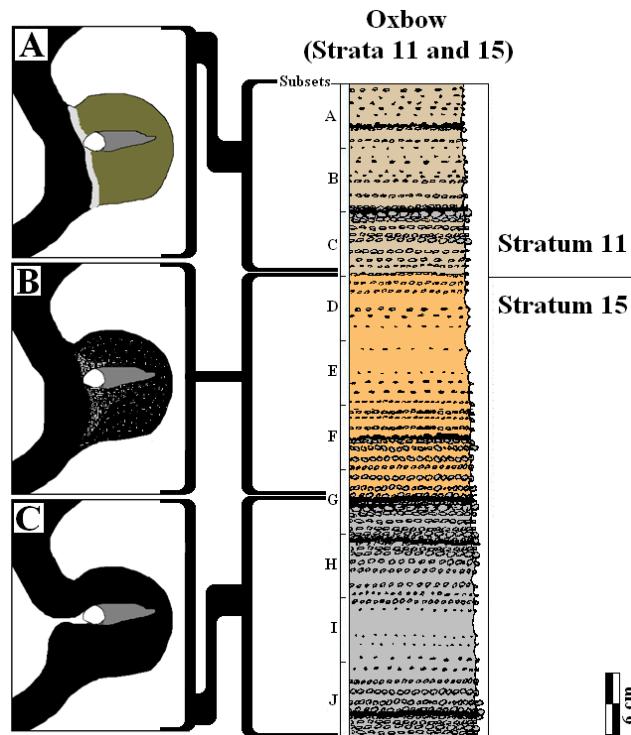 Oxbow
(Strata 11 and 15)
A
Subsets
A
B
C
Stratum 11
B
D
Stratum 15
E
F
C
G
H
I
J
6 cm